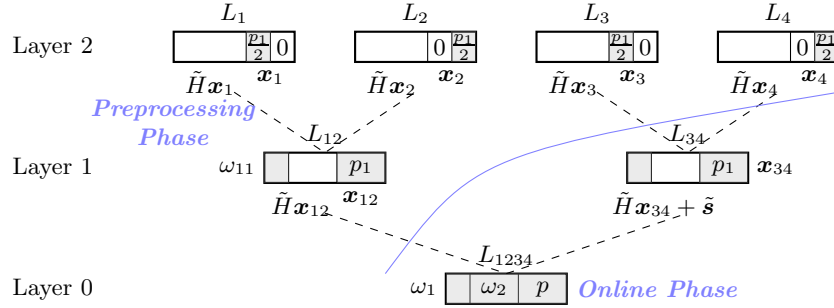 L₁ L₂ L₃ L₄
Layer 2 p₁/2 0 0 p₁/2 p₁/2 0 0 p₁/2
𝒙₁ 𝒙₂ 𝒙₃ 𝒙₄
H̃𝒙₁ H̃𝒙₂ H̃𝒙₃ H̃𝒙₄
Preprocessing
Phase
L₁₂ L₃₄
Layer 1 ω₁₁ p₁ p₁ 𝒙₃₄
𝒙₁₂
H̃𝒙₁₂ H̃𝒙₃₄ + s̃
L₁₂₃₄
Layer 0 ω₁ ω₂ p Online Phase